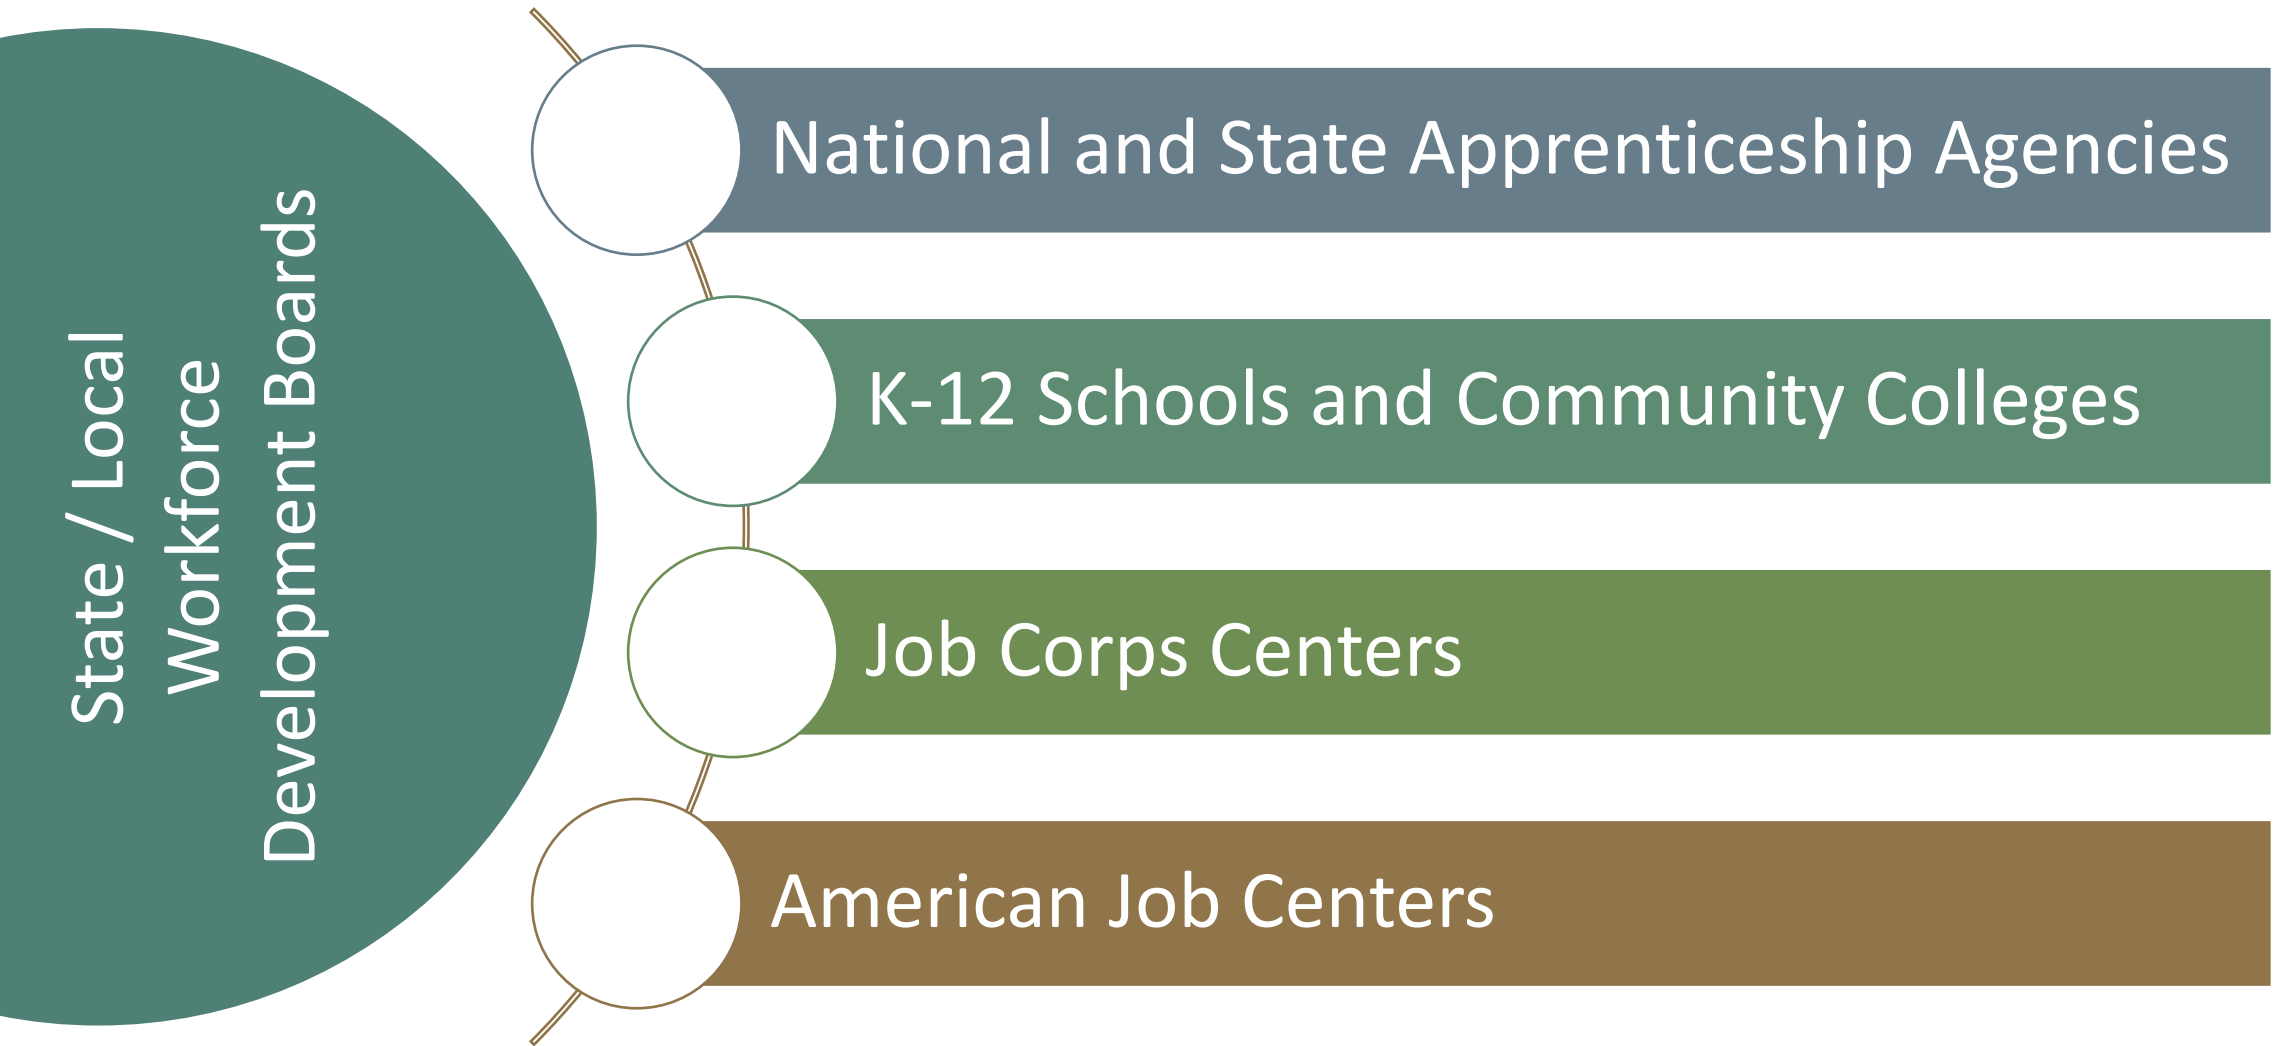 State / Local
Workforce
Development Boards
National and State Apprenticeship Agencies
K-12 Schools and Community Colleges
Job Corps Centers
American Job Centers